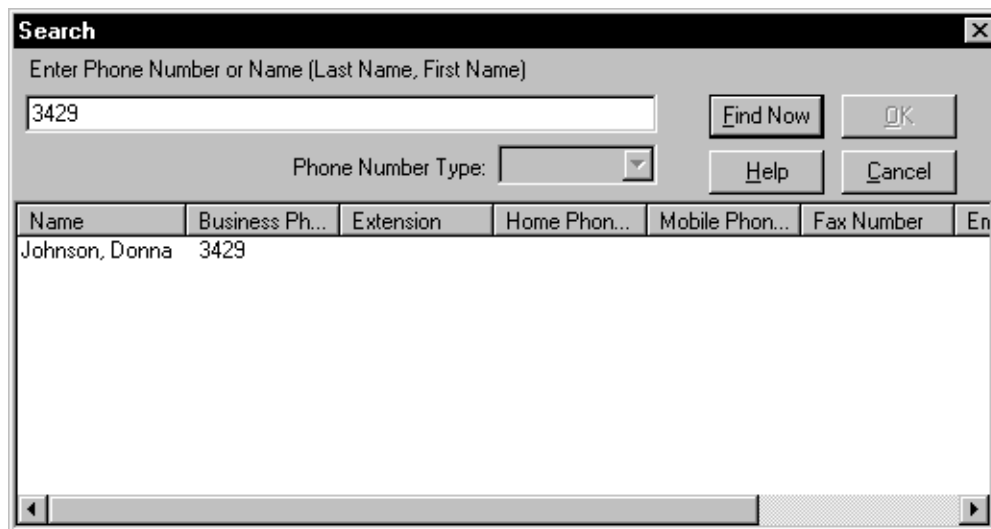 Search
Enter Phone Number or Name (Last Name, First Name)
3429
Find Now
OK
Phone Number Type:
Help
Cancel
Name Business Ph... Extension Home Phon... Mobile Phon... Fax Number En
Johnson, Donna 3429